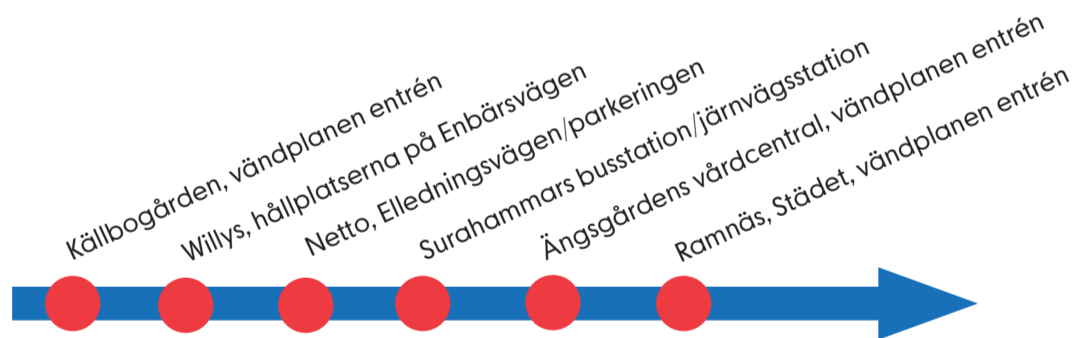 Källbogården, vändplanen entrén
Willys, hållplatserna på Enbärsvägen
Netto, Elledningsvägen/parkeringen
Surahammars busstation/järnvägsstation
Ängsgårdens vårdcentral, vändplanen entrén
Ramnäs, Städet, vändplanen entrén